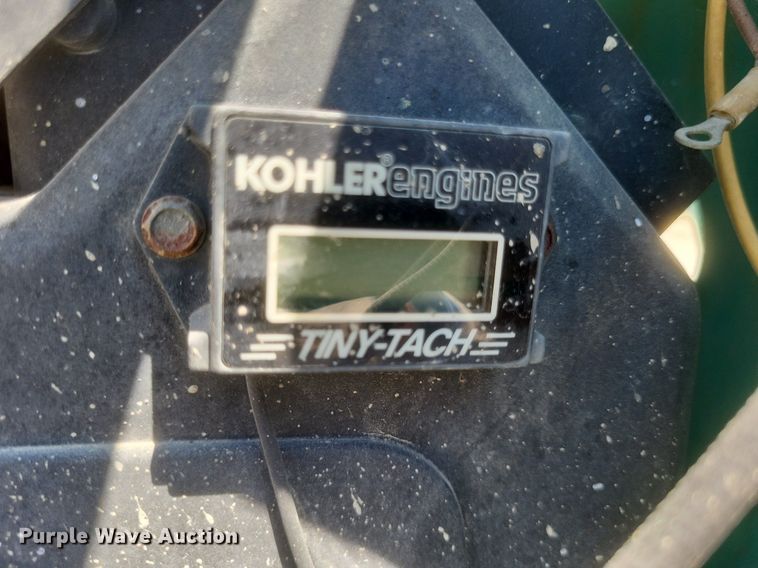 KOHLER® engines
TINY-TACH
Purple Wave Auction